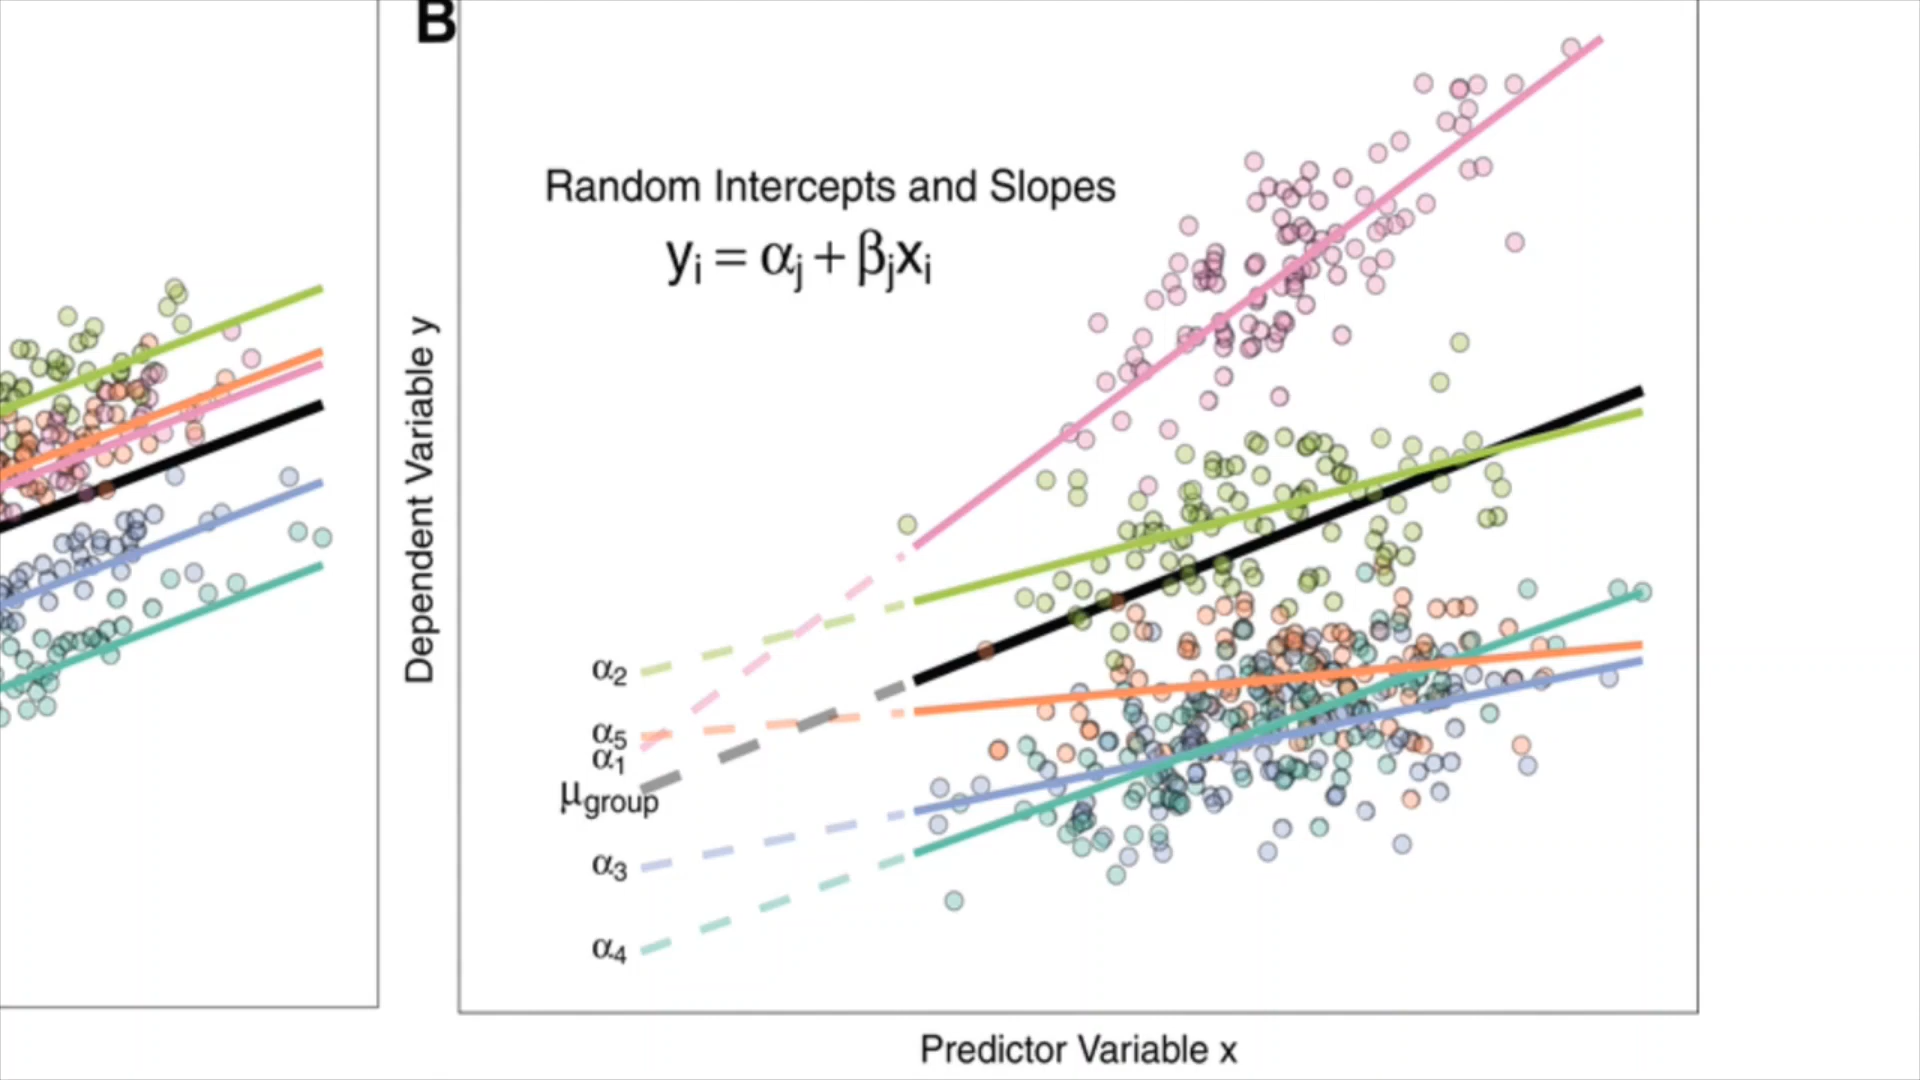 B
Random Intercepts and Slopes
yᵢ = αⱼ + βⱼxᵢ
Dependent Variable y
α₂
α₅
α₁
μgroup
α₃
α₄
Predictor Variable x